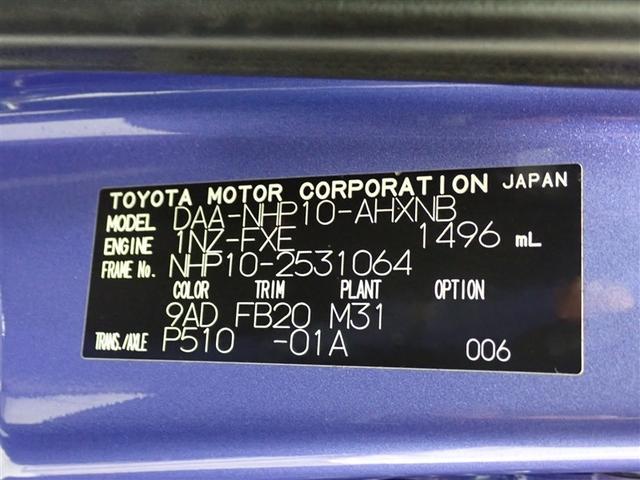 TOYOTA MOTOR CORPORATION JAPAN
MODEL DAA-NHP10-AHXNB
ENGINE 1NZ-FXE 1496 mL
FRAME No. NHP10-2531064
COLOR TRIM PLANT OPTION
9AD FB20 M31
TRANS./AXLE P510 -01A 006